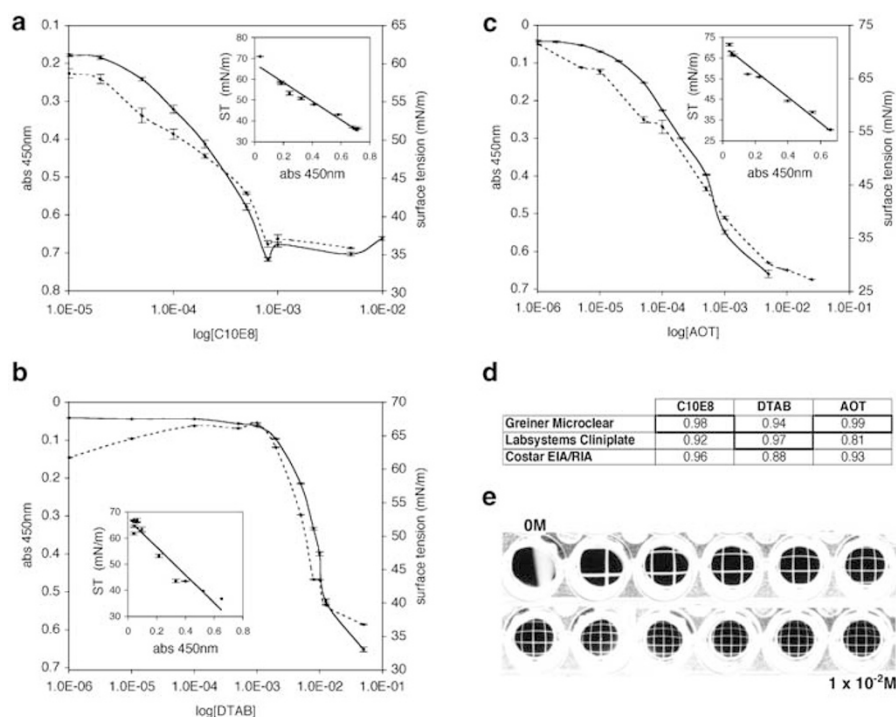 a
0.1
0.2
0.3
0.4
0.5
0.6
0.7
0.8
abs 450nm
65
60
55
50
45
40
35
30
surface tension (mN/m)
1.0E-05
1.0E-04
1.0E-03
1.0E-02
log[C10E8]
80
70
60
50
40
30
ST (mN/m)
0
0.2
0.4
0.6
0.8
abs 450nm
c
0
0.1
0.2
0.3
0.4
0.5
0.6
0.7
abs 450nm
75
65
55
45
35
25
surface tension (mN/m)
1.0E-06
1.0E-05
1.0E-04
1.0E-03
1.0E-02
1.0E-01
log[AOT]
75
65
55
45
35
25
ST (mN/m)
0
0.2
0.4
0.6
abs 450nm
b
0
0.1
0.2
0.3
0.4
0.5
0.6
0.7
abs 450nm
70
65
60
55
50
45
40
35
30
surface tension (mN/m)
1.0E-06
1.0E-05
1.0E-04
1.0E-03
1.0E-02
1.0E-01
log[DTAB]
70
60
50
40
30
ST (mN/m)
0
0.2
0.4
0.6
0.8
abs 450nm
d
C10E8 DTAB AOT
Greiner Microclear 0.98 0.94 0.99
Labsystems Cliniplate 0.92 0.97 0.81
Costar EIA/RIA 0.96 0.88 0.93
e
0M
1 x 10⁻²M